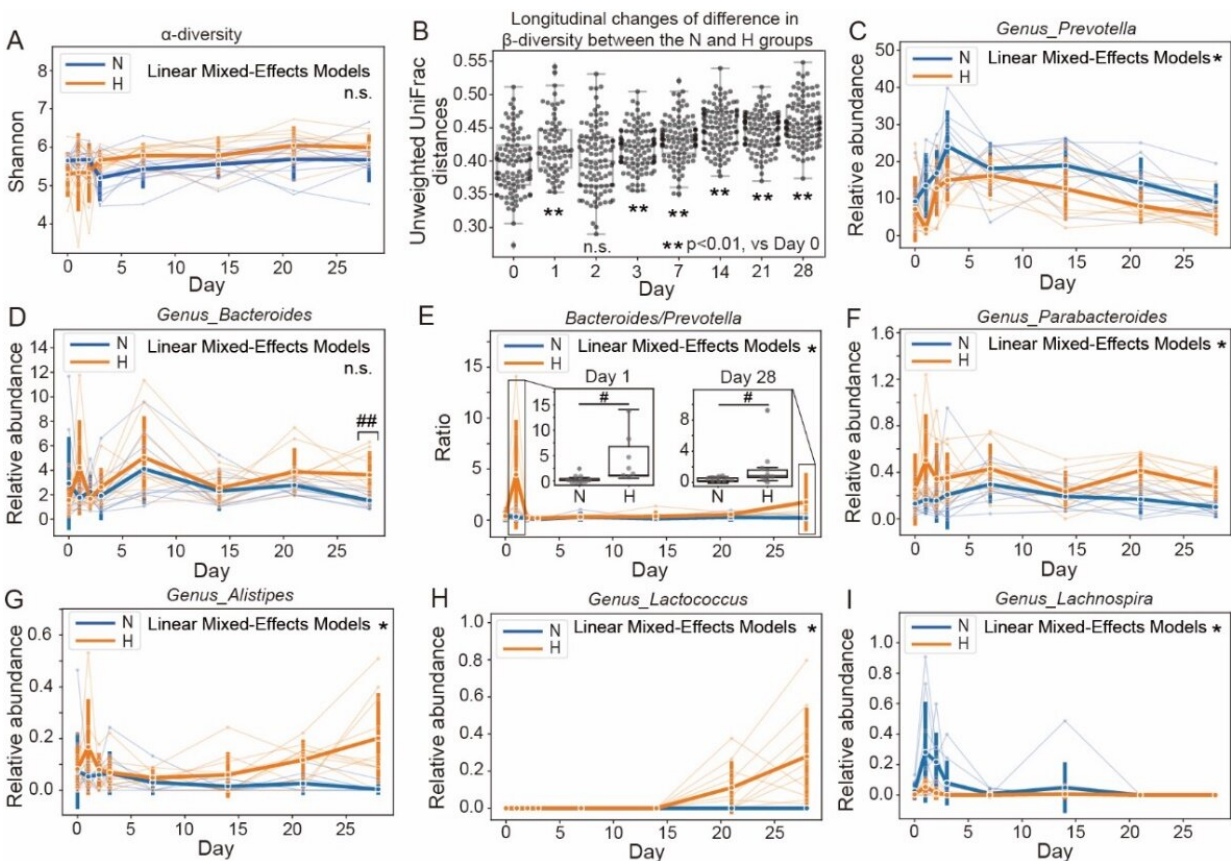 A
α-diversity
N
H
Linear Mixed-Effects Models
n.s.
Shannon
8
7
6
5
4
0 5 10 15 20 25
Day
B
Longitudinal changes of difference in
β-diversity between the N and H groups
Unweighted UniFrac
distances
0.55
0.50
0.45
0.40
0.35
0.30
**
n.s.
**
**
**
**
**
** p<0.01, vs Day 0
0 1 2 3 7 14 21 28
Day
C
Genus_Prevotella
N
H
Linear Mixed-Effects Models *
Relative abundance
50
40
30
20
10
0
0 5 10 15 20 25
Day
D
Genus_Bacteroides
N
H
Linear Mixed-Effects Models
n.s.
##
Relative abundance
14
12
10
8
6
4
2
0
0 5 10 15 20 25
Day
E
Bacteroides/Prevotella
N
H
Linear Mixed-Effects Models *
Ratio
15
10
5
0
Day 1
#
15
10
5
0
N H
Day 28
#
8
6
4
2
0
N H
0 5 10 15 20 25
Day
F
Genus_Parabacteroides
N
H
Linear Mixed-Effects Models *
Relative abundance
1.6
1.2
0.8
0.4
0.0
0 5 10 15 20 25
Day
G
Genus_Alistipes
N
H
Linear Mixed-Effects Models *
Relative abundance
0.6
0.4
0.2
0.0
0 5 10 15 20 25
Day
H
Genus_Lactococcus
N
H
Linear Mixed-Effects Models *
Relative abundance
1.0
0.8
0.6
0.4
0.2
0.0
0 5 10 15 20 25
Day
I
Genus_Lachnospira
N
H
Linear Mixed-Effects Models *
Relative abundance
1.0
0.8
0.6
0.4
0.2
0.0
0 5 10 15 20 25
Day